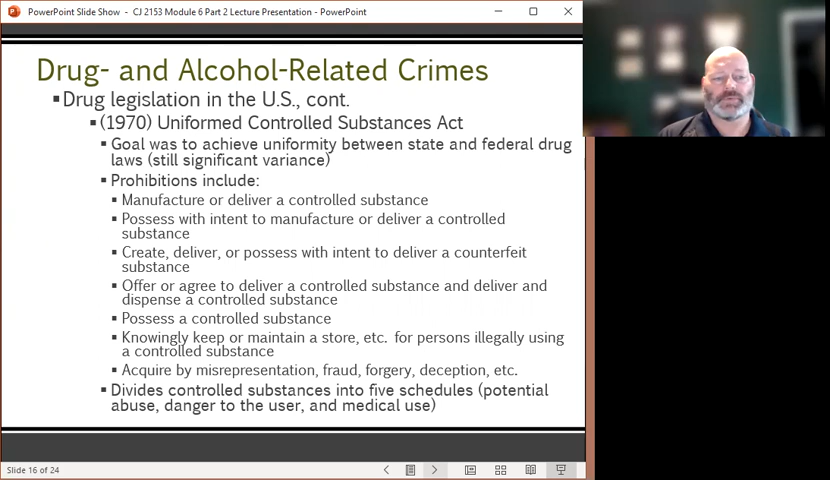 PowerPoint Slide Show - CJ 2153 Module 6 Part 2 Lecture Presentation - PowerPoint
Drug- and Alcohol-Related Crimes
▪Drug legislation in the U.S., cont.
▪(1970) Uniformed Controlled Substances Act
▪ Goal was to achieve uniformity between state and federal drug
laws (still significant variance)
▪ Prohibitions include:
▪ Manufacture or deliver a controlled substance
▪ Possess with intent to manufacture or deliver a controlled
substance
▪ Create, deliver, or possess with intent to deliver a counterfeit
substance
▪ Offer or agree to deliver a controlled substance and deliver and
dispense a controlled substance
▪ Possess a controlled substance
▪ Knowingly keep or maintain a store, etc. for persons illegally using
a controlled substance
▪ Acquire by misrepresentation, fraud, forgery, deception, etc.
▪ Divides controlled substances into five schedules (potential
abuse, danger to the user, and medical use)
Slide 16 of 24